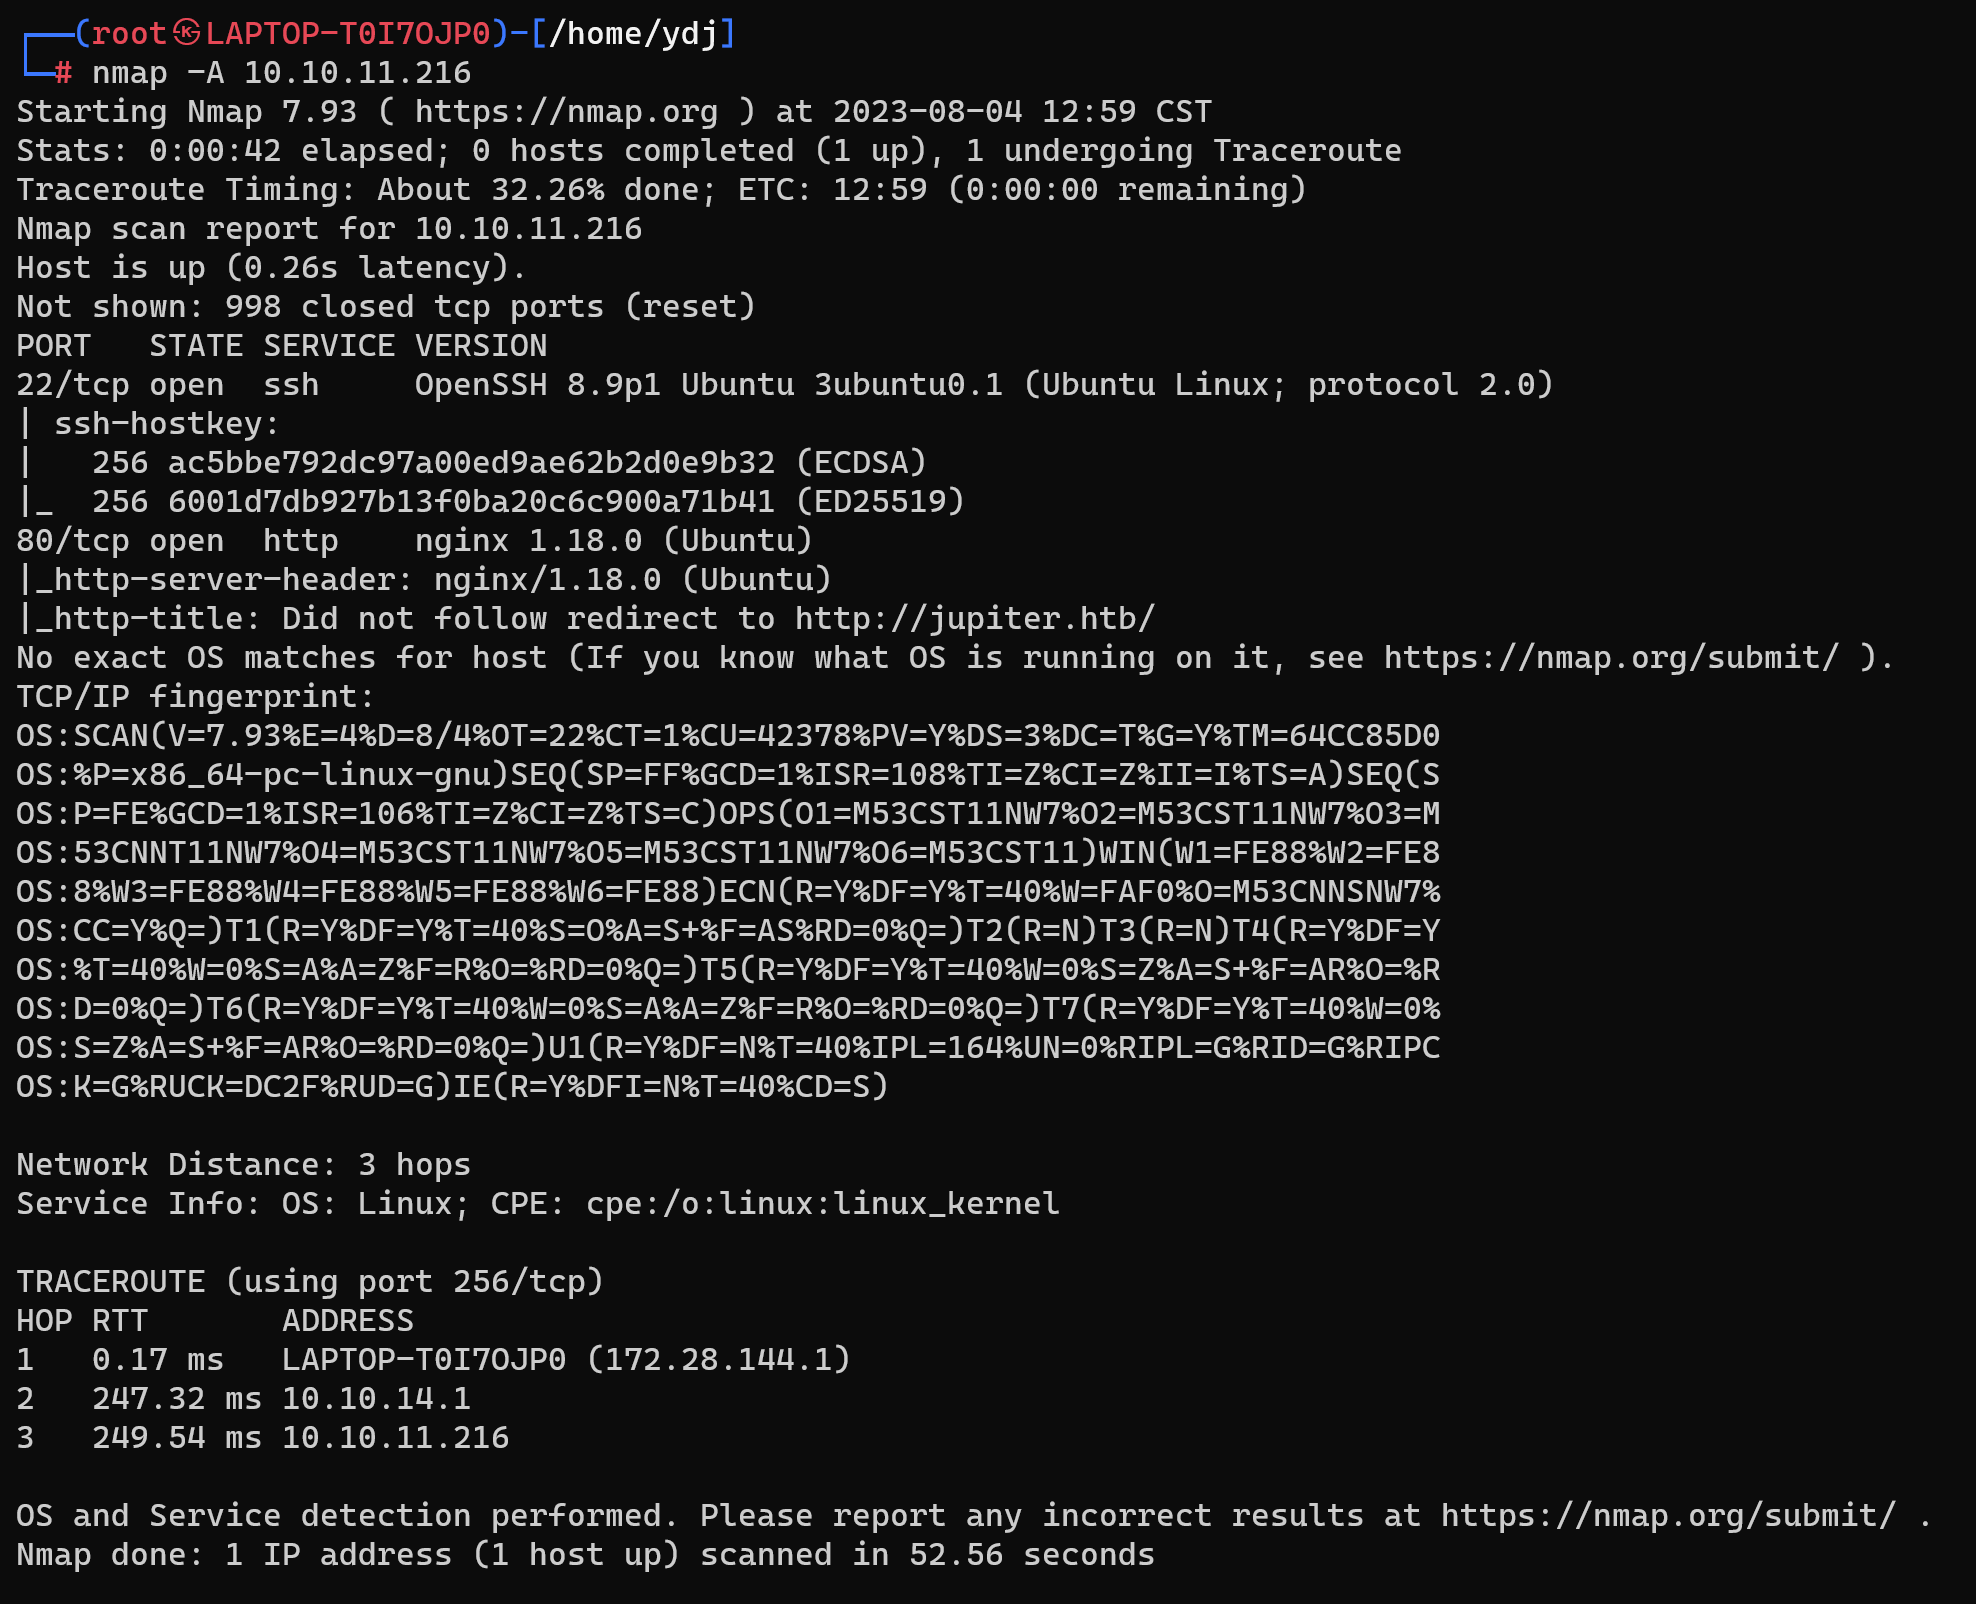 ┌──(root㉿LAPTOP-T0I7OJP0)-[/home/ydj]
└─# nmap -A 10.10.11.216
Starting Nmap 7.93 ( https://nmap.org ) at 2023-08-04 12:59 CST
Stats: 0:00:42 elapsed; 0 hosts completed (1 up), 1 undergoing Traceroute
Traceroute Timing: About 32.26% done; ETC: 12:59 (0:00:00 remaining)
Nmap scan report for 10.10.11.216
Host is up (0.26s latency).
Not shown: 998 closed tcp ports (reset)
PORT   STATE SERVICE VERSION
22/tcp open  ssh     OpenSSH 8.9p1 Ubuntu 3ubuntu0.1 (Ubuntu Linux; protocol 2.0)
| ssh-hostkey:
|   256 ac5bbe792dc97a00ed9ae62b2d0e9b32 (ECDSA)
|_  256 6001d7db927b13f0ba20c6c900a71b41 (ED25519)
80/tcp open  http    nginx 1.18.0 (Ubuntu)
|_http-server-header: nginx/1.18.0 (Ubuntu)
|_http-title: Did not follow redirect to http://jupiter.htb/
No exact OS matches for host (If you know what OS is running on it, see https://nmap.org/submit/ ).
TCP/IP fingerprint:
OS:SCAN(V=7.93%E=4%D=8/4%OT=22%CT=1%CU=42378%PV=Y%DS=3%DC=T%G=Y%TM=64CC85D0
OS:%P=x86_64-pc-linux-gnu)SEQ(SP=FF%GCD=1%ISR=108%TI=Z%CI=Z%II=I%TS=A)SEQ(S
OS:P=FE%GCD=1%ISR=106%TI=Z%CI=Z%TS=C)OPS(O1=M53CST11NW7%O2=M53CST11NW7%O3=M
OS:53CNNT11NW7%O4=M53CST11NW7%O5=M53CST11NW7%O6=M53CST11)WIN(W1=FE88%W2=FE8
OS:8%W3=FE88%W4=FE88%W5=FE88%W6=FE88)ECN(R=Y%DF=Y%T=40%W=FAF0%O=M53CNNSNW7%
OS:CC=Y%Q=)T1(R=Y%DF=Y%T=40%S=O%A=S+%F=AS%RD=0%Q=)T2(R=N)T3(R=N)T4(R=Y%DF=Y
OS:%T=40%W=0%S=A%A=Z%F=R%O=%RD=0%Q=)T5(R=Y%DF=Y%T=40%W=0%S=Z%A=S+%F=AR%O=%R
OS:D=0%Q=)T6(R=Y%DF=Y%T=40%W=0%S=A%A=Z%F=R%O=%RD=0%Q=)T7(R=Y%DF=Y%T=40%W=0%
OS:S=Z%A=S+%F=AR%O=%RD=0%Q=)U1(R=Y%DF=N%T=40%IPL=164%UN=0%RIPL=G%RID=G%RIPC
OS:K=G%RUCK=DC2F%RUD=G)IE(R=Y%DFI=N%T=40%CD=S)

Network Distance: 3 hops
Service Info: OS: Linux; CPE: cpe:/o:linux:linux_kernel

TRACEROUTE (using port 256/tcp)
HOP RTT       ADDRESS
1   0.17 ms   LAPTOP-T0I7OJP0 (172.28.144.1)
2   247.32 ms 10.10.14.1
3   249.54 ms 10.10.11.216

OS and Service detection performed. Please report any incorrect results at https://nmap.org/submit/ .
Nmap done: 1 IP address (1 host up) scanned in 52.56 seconds